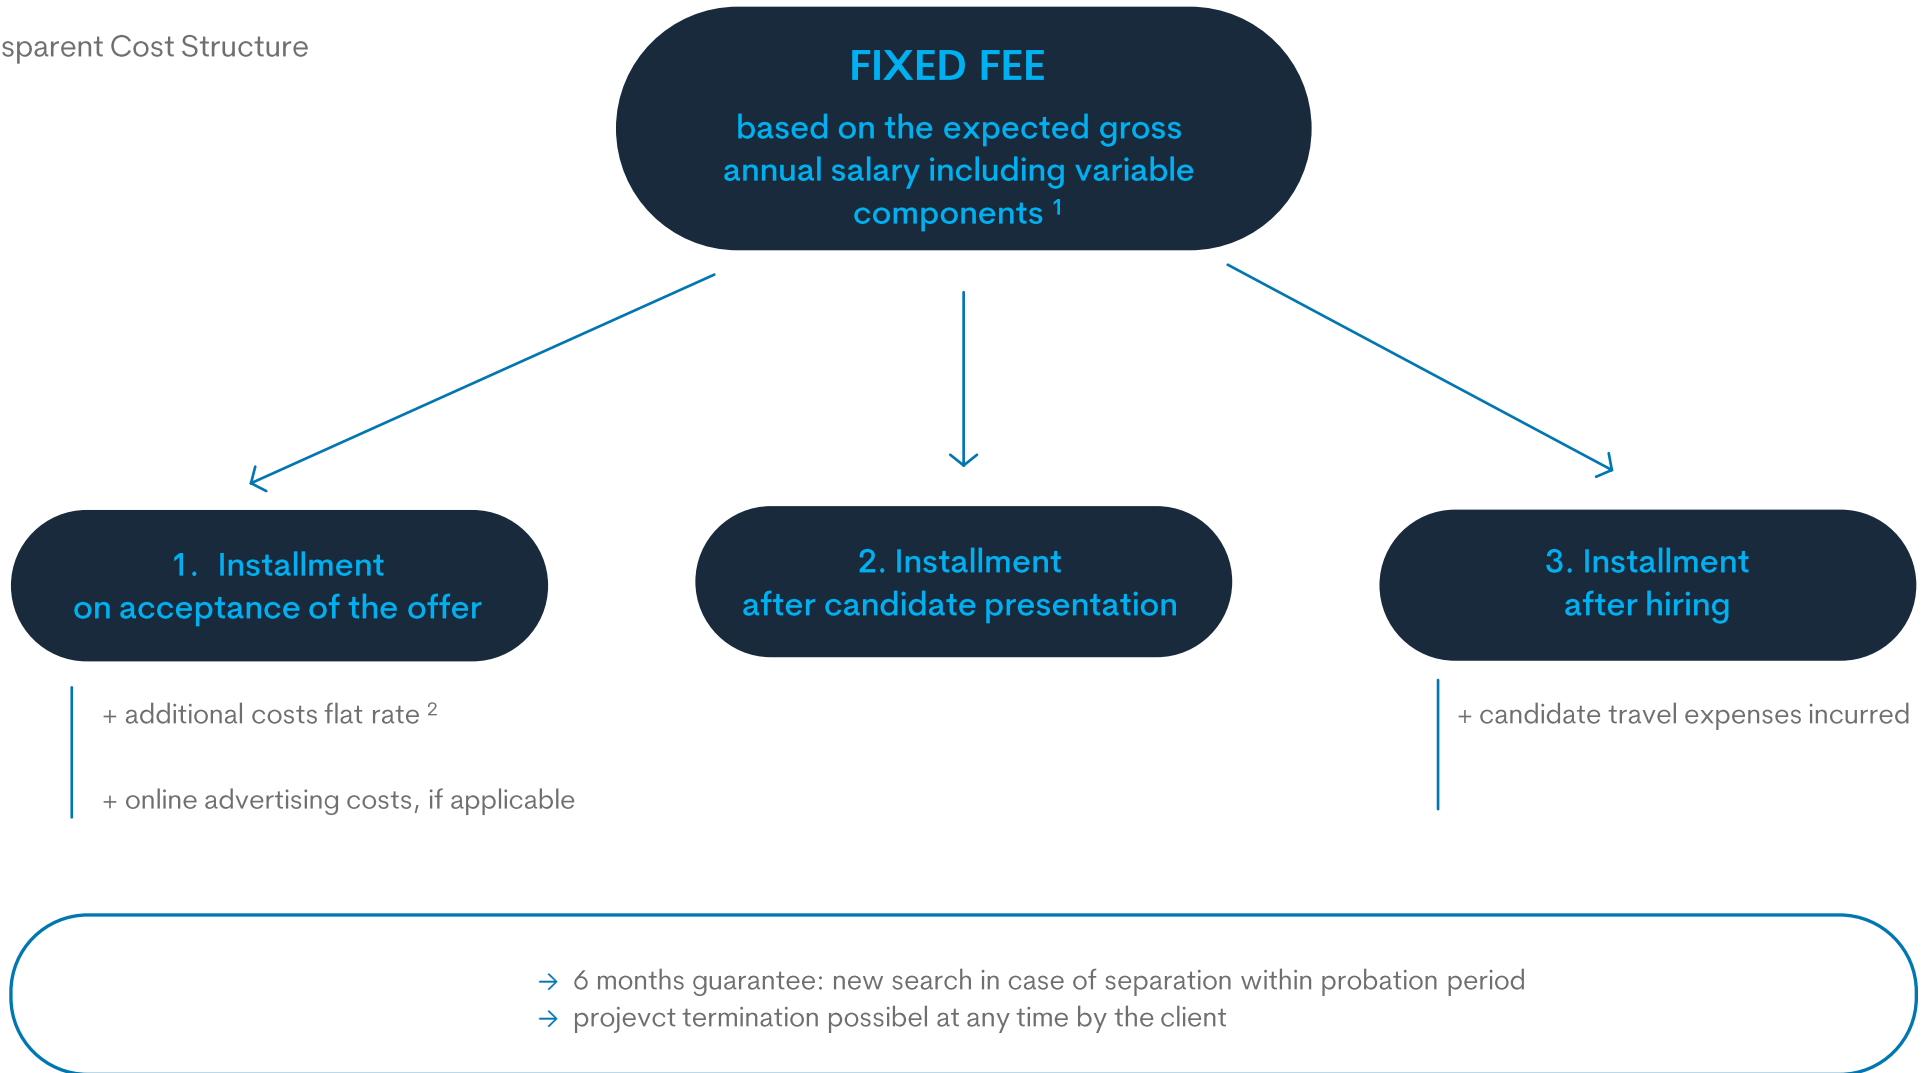 sparent Cost Structure
FIXED FEE
based on the expected gross
annual salary including variable
components ¹
1. Installment
on acceptance of the offer
2. Installment
after candidate presentation
3. Installment
after hiring
+ additional costs flat rate ²
+ online advertising costs, if applicable
+ candidate travel expenses incurred
→ 6 months guarantee: new search in case of separation within probation period
→ projevct termination possibel at any time by the client